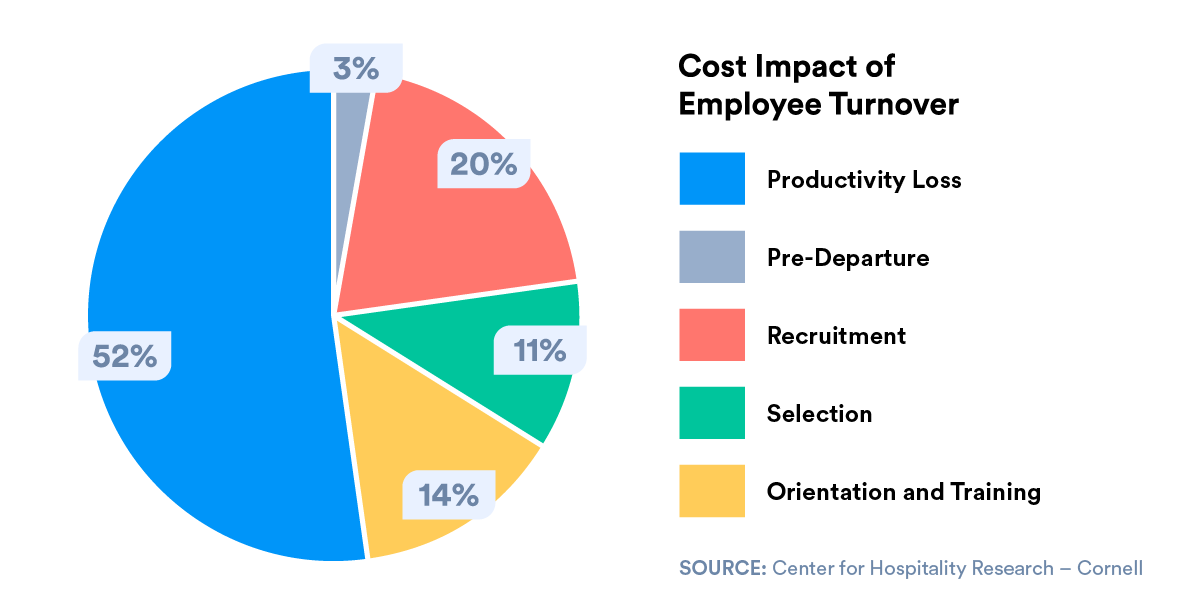 3%
20%
11%
14%
52%
Cost Impact of
Employee Turnover
Productivity Loss
Pre-Departure
Recruitment
Selection
Orientation and Training
SOURCE: Center for Hospitality Research – Cornell